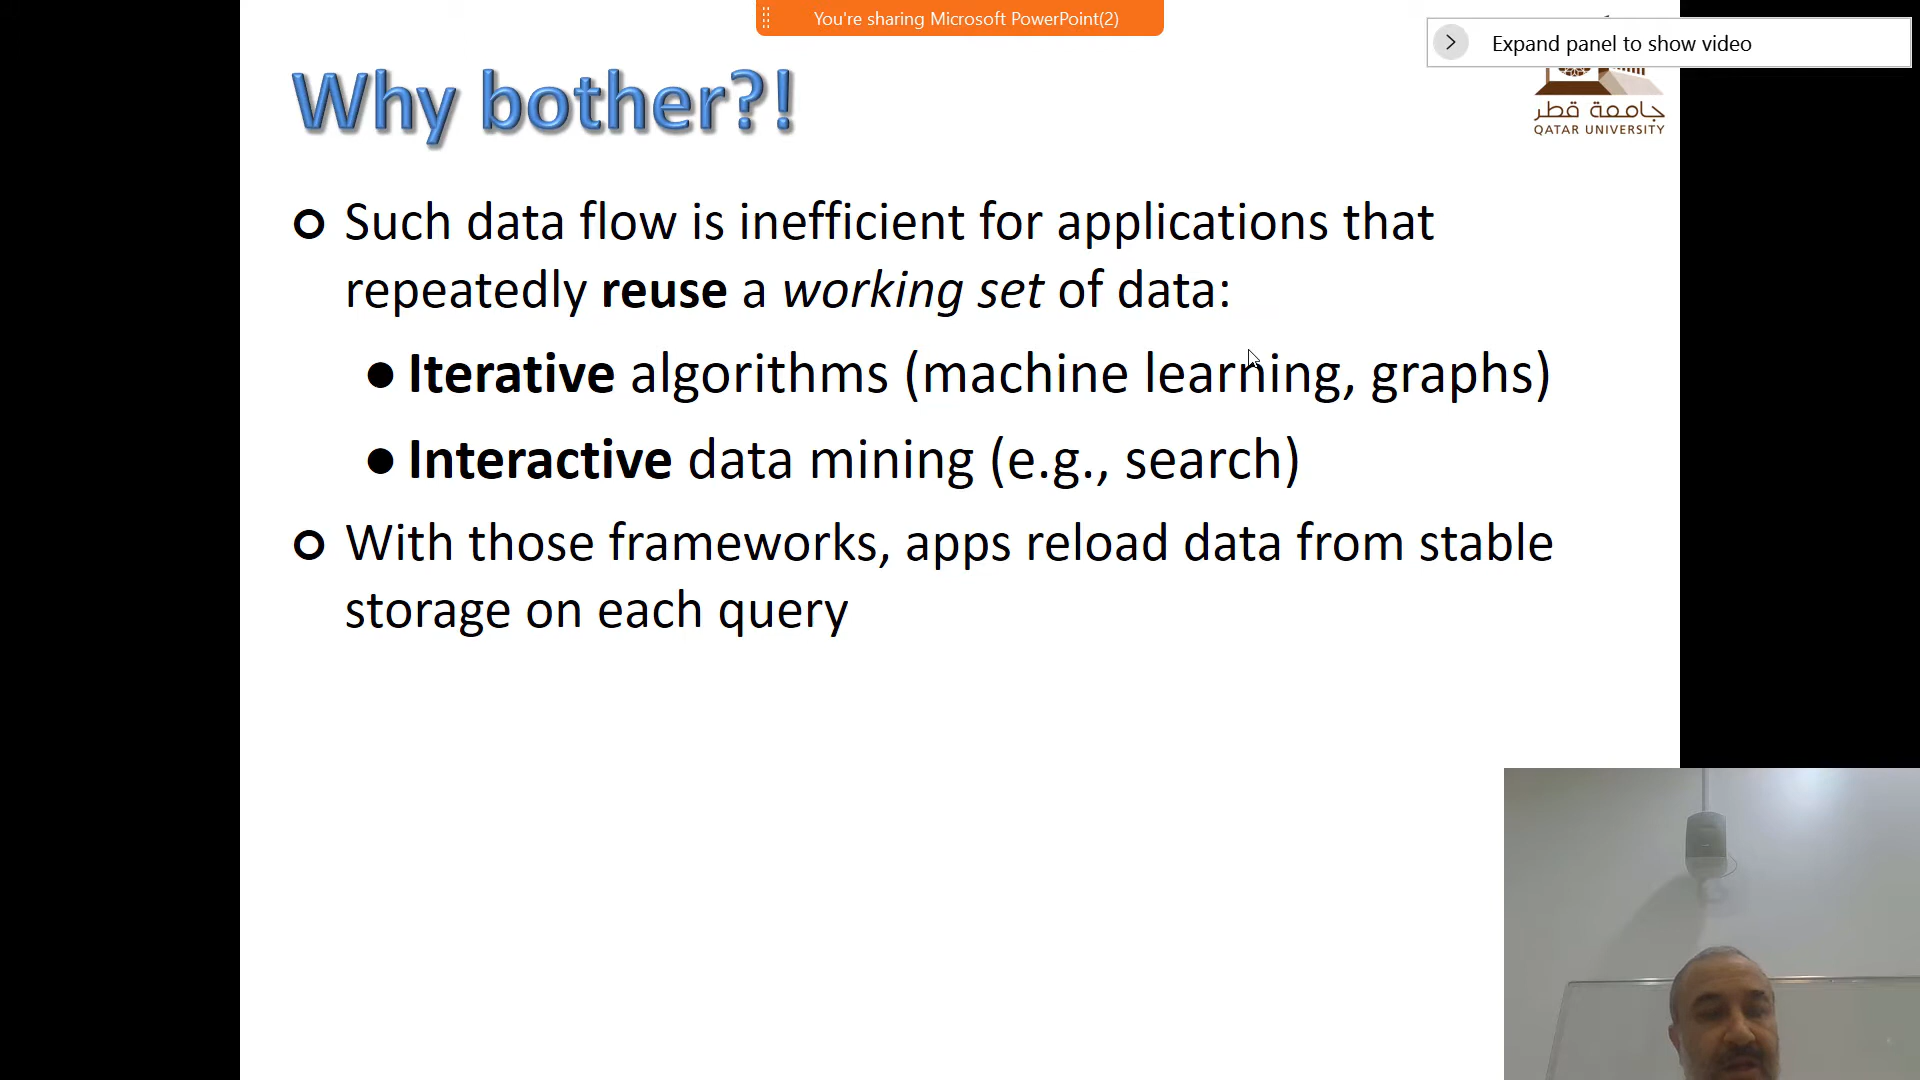 You're sharing Microsoft PowerPoint(2)
Expand panel to show video
Why bother?!
جامعة قطر
QATAR UNIVERSITY
Such data flow is inefficient for applications that
repeatedly reuse a working set of data:
Iterative algorithms (machine learning, graphs)
Interactive data mining (e.g., search)
With those frameworks, apps reload data from stable
storage on each query